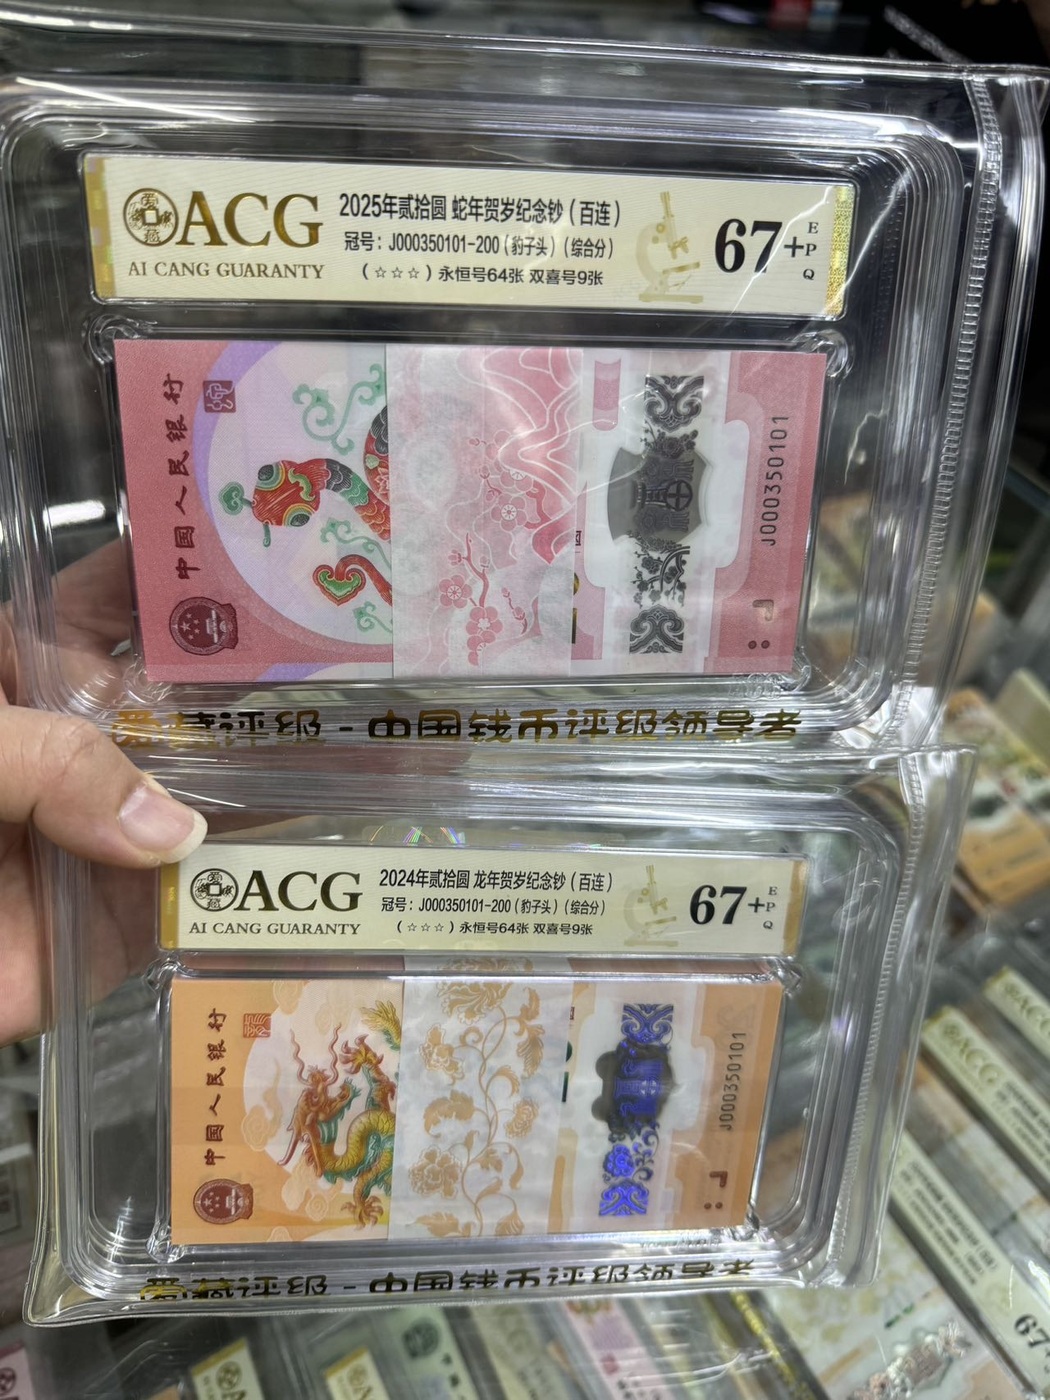 ACG
AI CANG GUARANTY
2025年贰拾圆 蛇年贺岁纪念钞（百连）
冠号：J000350101-200（豹子头）（综合分）
（☆☆☆）永恒号64张 双喜号9张
67+
EPQ
中国人民银行
J000350101
爱藏评级 - 中国钱币评级领导者
ACG
AI CANG GUARANTY
2024年贰拾圆 龙年贺岁纪念钞（百连）
冠号：J000350101-200（豹子头）（综合分）
（☆☆☆）永恒号64张 双喜号9张
67+
EPQ
中国人民银行
J000350101
爱藏评级 - 中国钱币评级领导者
ACG
ACG
ACG
67